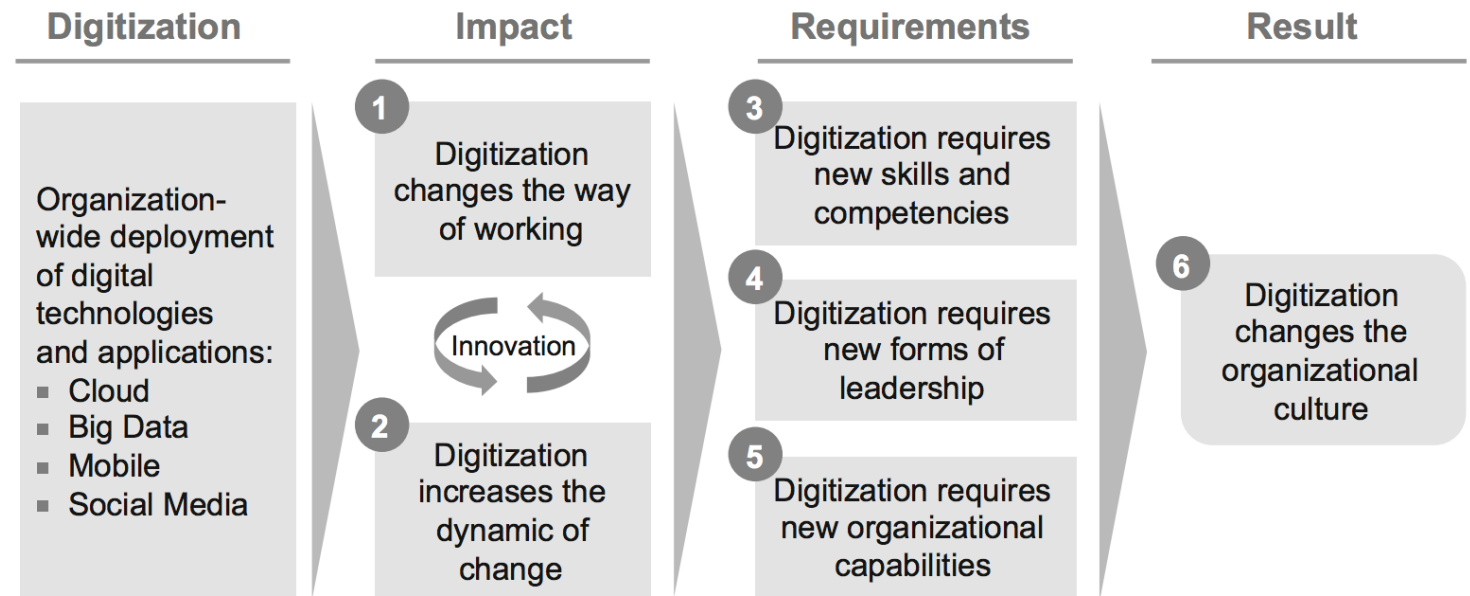 Digitization
Impact
Requirements
Result
Organization-
wide deployment
of digital
technologies
and applications:
Cloud
Big Data
Mobile
Social Media
1
Digitization
changes the way
of working
Innovation
2
Digitization
increases the
dynamic of
change
3
Digitization requires
new skills and
competencies
4
Digitization requires
new forms of
leadership
5
Digitization requires
new organizational
capabilities
6
Digitization
changes the
organizational
culture